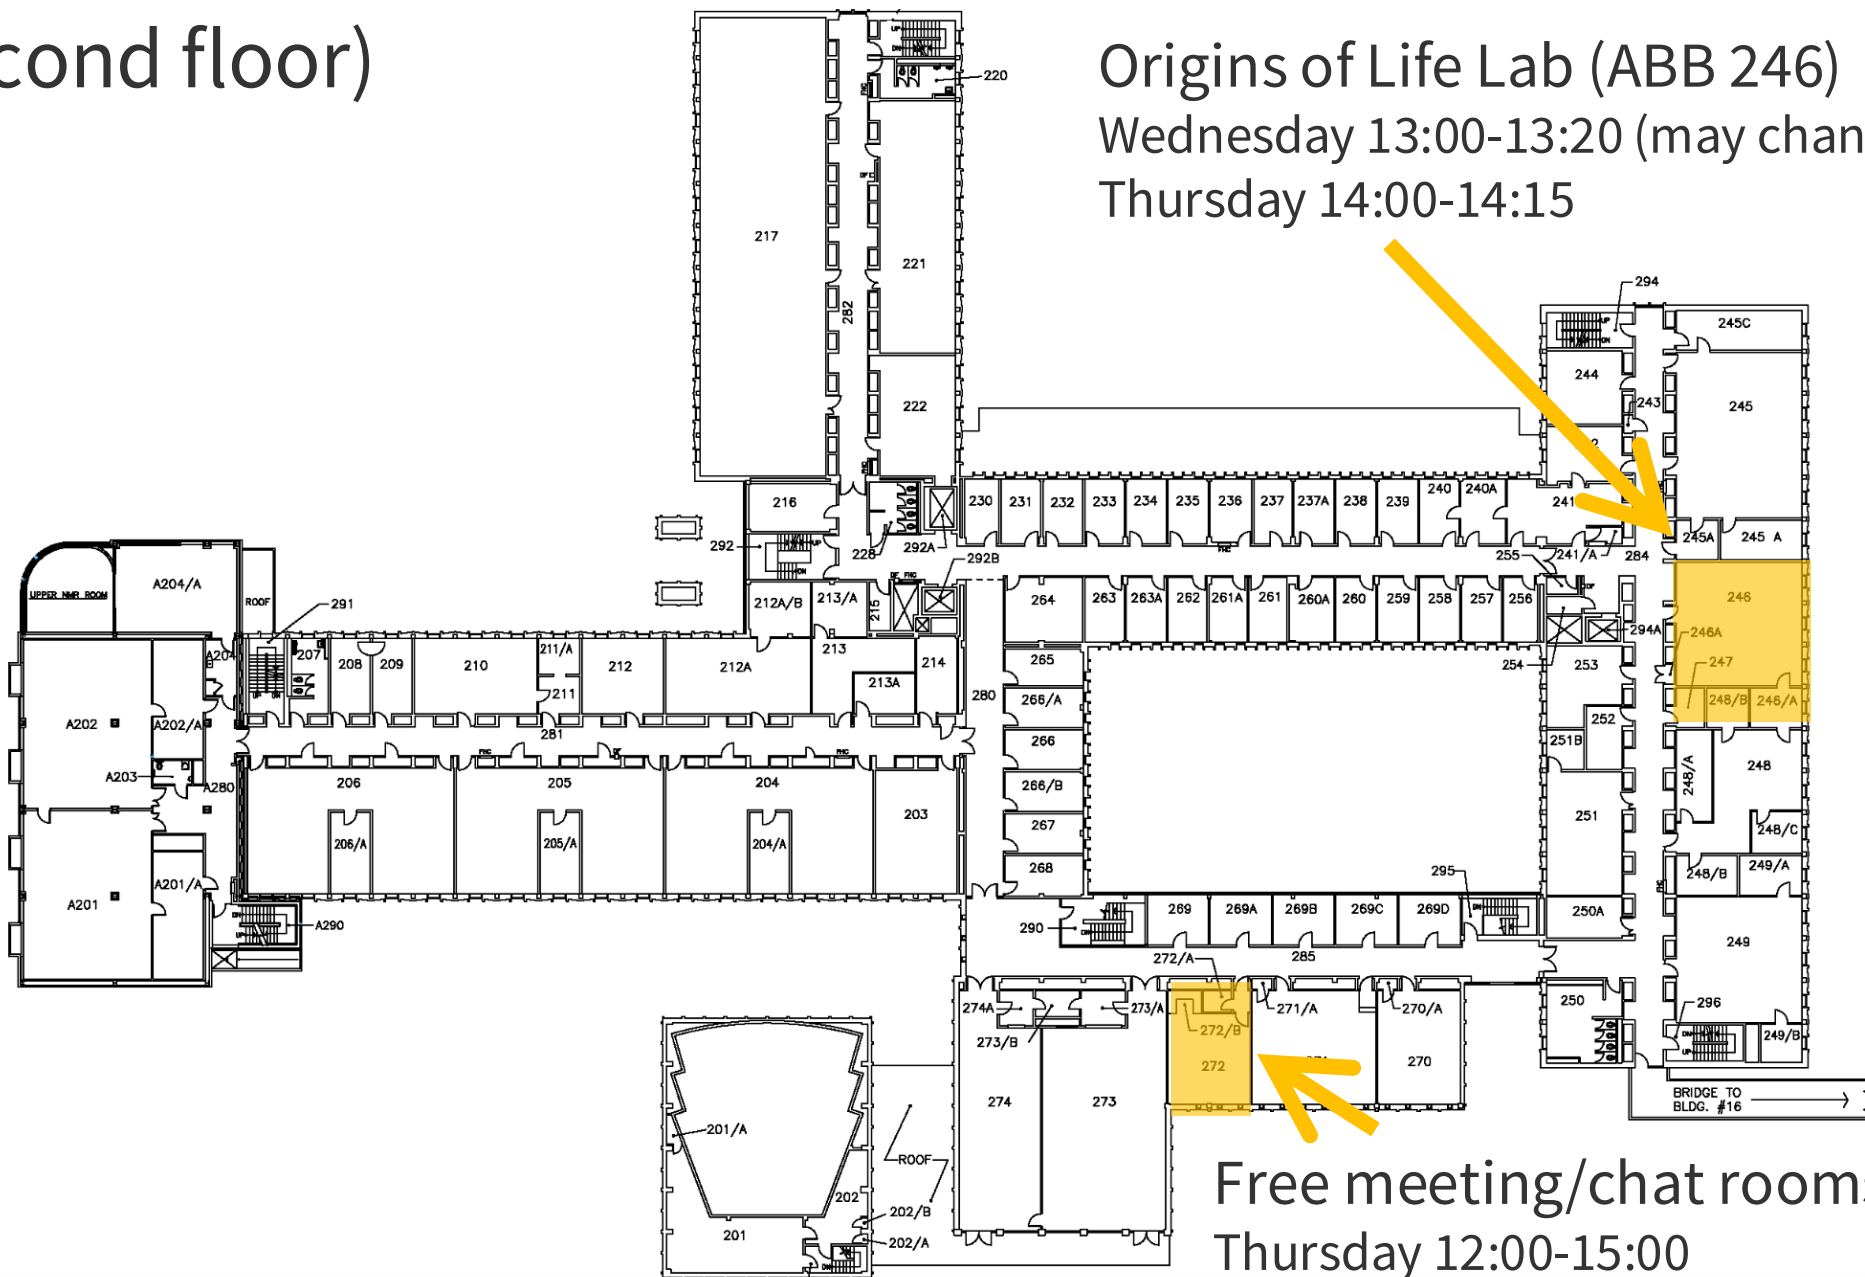 cond floor)
Origins of Life Lab (ABB 246)
Wednesday 13:00-13:20 (may chan
Thursday 14:00-14:15
220
217
221
282
222
216
292
228
292A
292B
294
245C
244
243
245
230 231 232 233 234 235 236 237 237A 238 239 240 240A 241
245A 245 A
255 241/A 284
264 263 263A 262 261A 261 260A 260 259 258 257 256
246
246A
294A
254
253
247
248/B 246/A
252
251B
248/A
248
251
248/C
248/B 249/A
250A
249
250
296
249/B
BRIDGE TO
BLDG. #16
UPPER NMR ROOM
A204/A
ROOF
291
A204
207 208 209 210 211/A 212 212A 213 214
211
213A
212A/B 213/A 215
A202
A202/A
A203
A280
281
206 205 204 203
206/A 205/A 204/A
A201/A
A201
A290
280
265
266/A
266
266/B
267
268
290
269 269A 269B 269C 269D
295
285
272/A
274A 273/A
273/B
272/B
271/A 270/A
272
270
274 273
201/A
ROOF
202
202/B
202/A
201
Free meeting/chat rooms
Thursday 12:00-15:00
UP
DN
FHC
DF